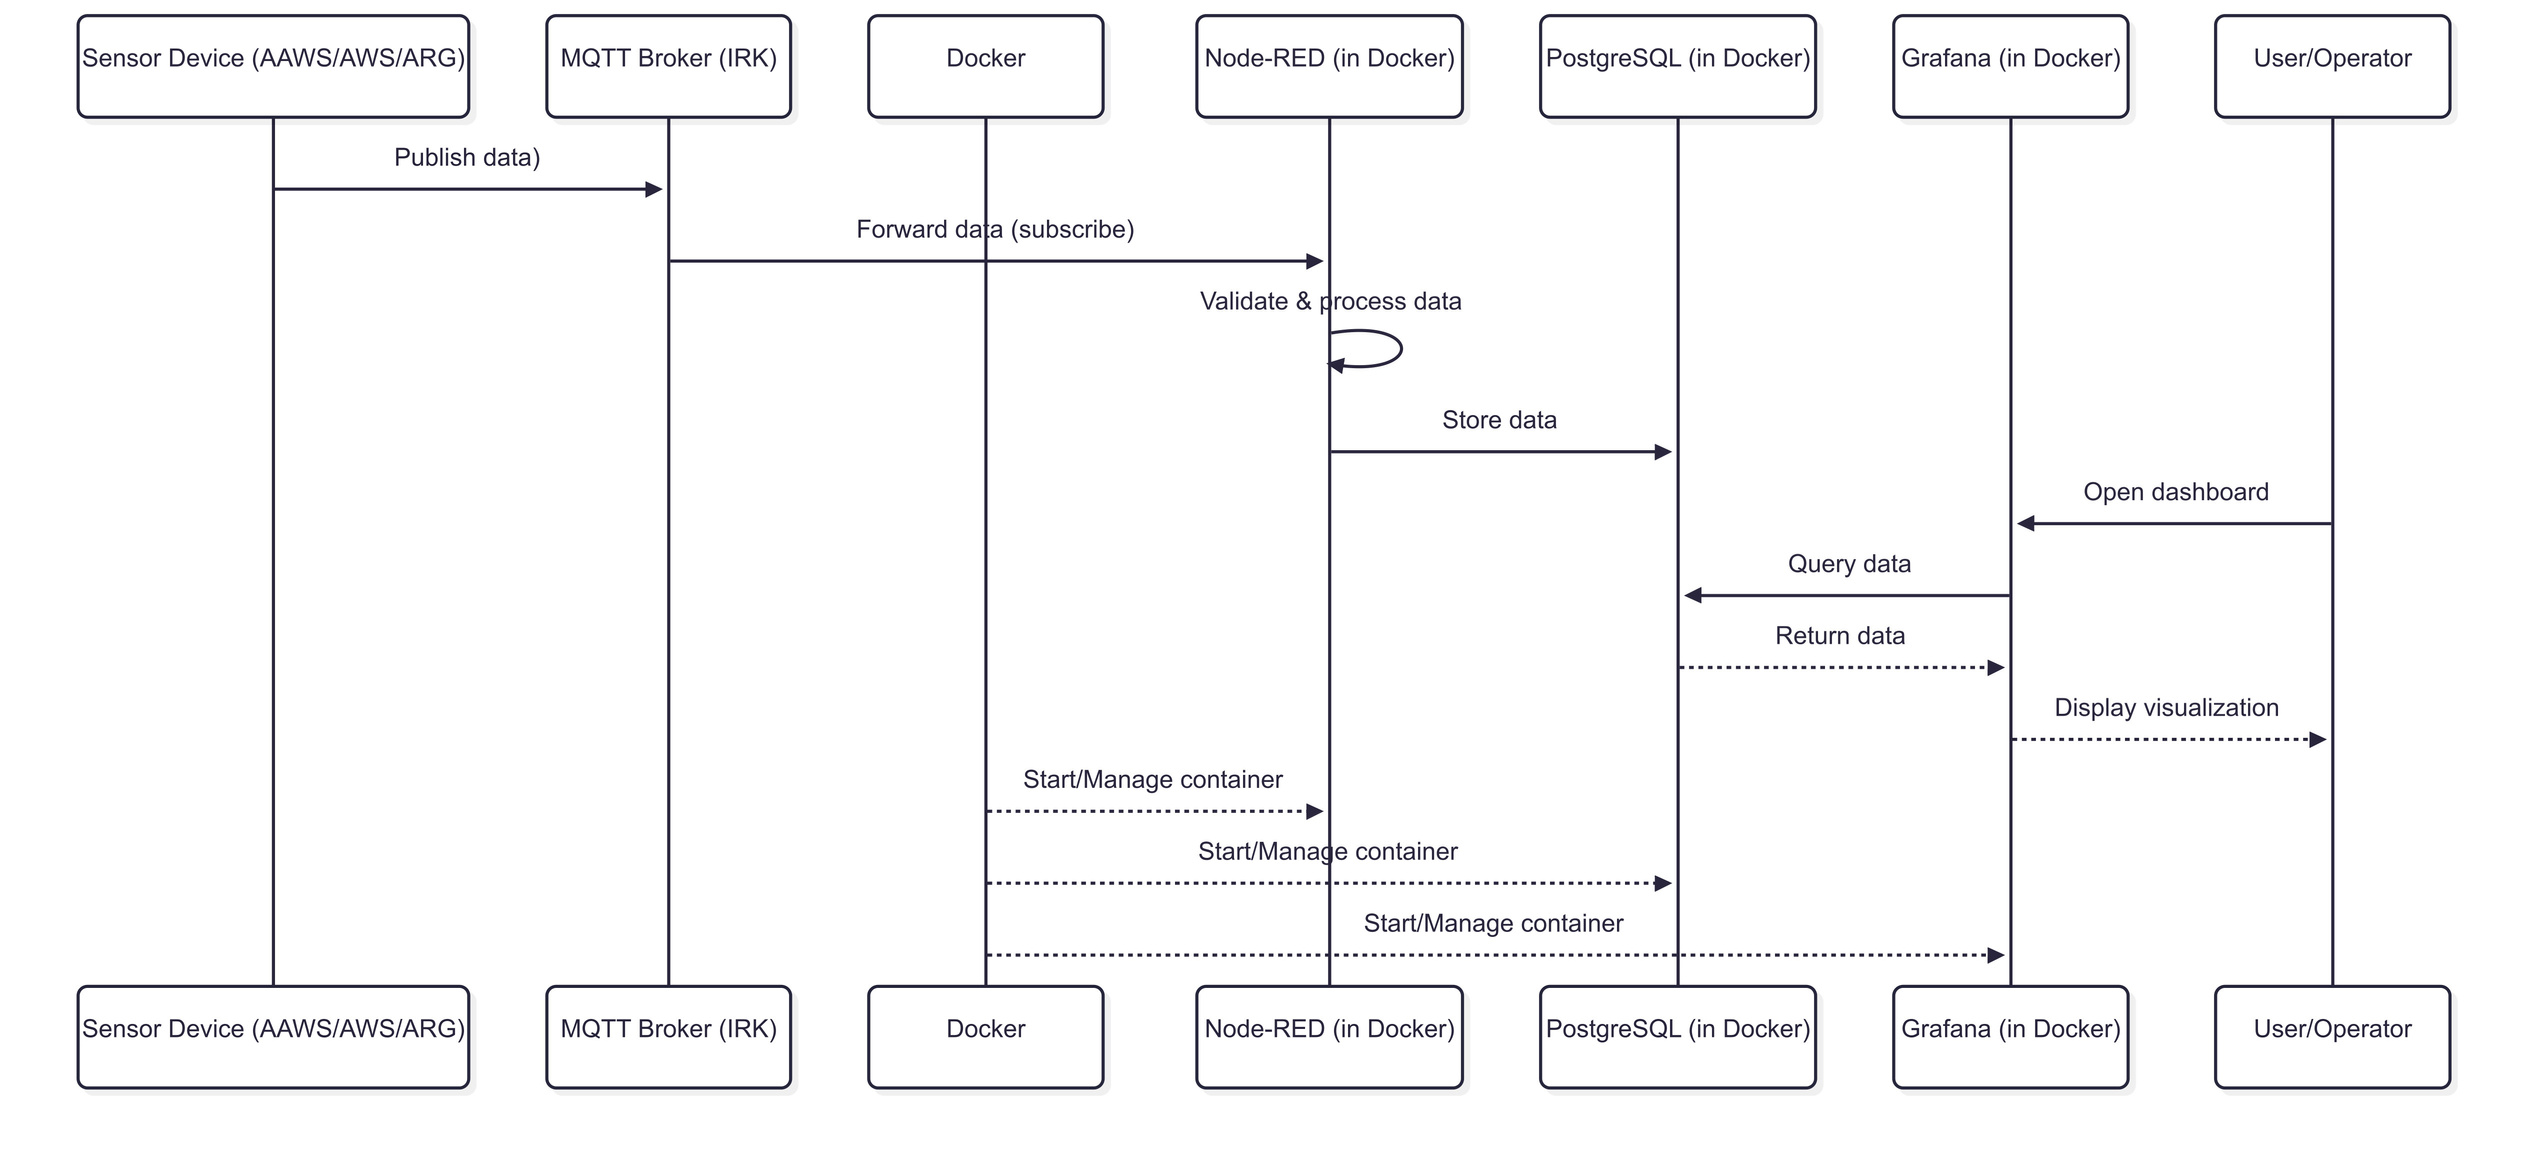 Sensor Device (AAWS/AWS/ARG)
MQTT Broker (IRK)
Docker
Node-RED (in Docker)
PostgreSQL (in Docker)
Grafana (in Docker)
User/Operator
Publish data)
Forward data (subscribe)
Validate & process data
Store data
Open dashboard
Query data
Return data
Display visualization
Start/Manage container
Start/Manage container
Start/Manage container
Sensor Device (AAWS/AWS/ARG)
MQTT Broker (IRK)
Docker
Node-RED (in Docker)
PostgreSQL (in Docker)
Grafana (in Docker)
User/Operator